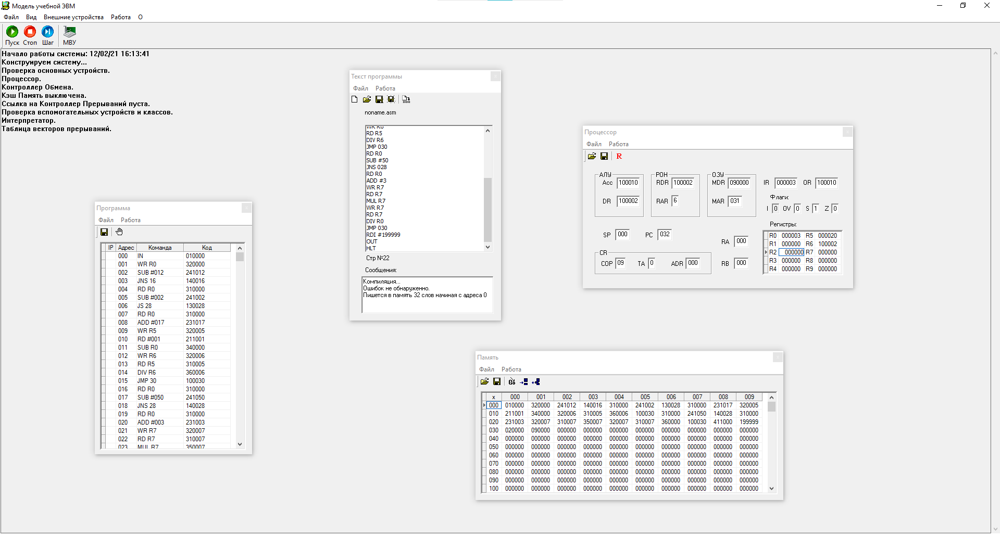 Модель учебной ЭВМ
Файл Вид Внешние устройства Работа О
Пуск Стоп Шаг МВУ
Начало работы системы: 12/02/21 16:13:41
Конструируем систему...
Проверка основных устройств.
Процессор.
Контроллер Обмена.
Кэш Память выключена.
Ссылка на Контроллер Прерываний пуста.
Проверка вспомогательных устройств и классов.
Интерпретатор.
Таблица векторов прерываний.
Текст программы
Файл Работа
noname.asm
WR R6
RD R5
DIV R6
JMP 030
RD R0
SUB #50
JNS 028
RD R0
ADD #3
WR R7
RD R7
MUL R7
WR R7
RD R7
DIV R0
JMP 030
RDI #199999
OUT
HLT
Стр №22
Сообщения:
Компиляция...
Ошибок не обнаруженно.
Пишется в память 32 слов начиная с адреса 0
Процессор
Файл Работа
R
АЛУ РОН ОЗУ
Acc 100010 RDR 100002 MDR 090000 IR 000003 OR 100010
DR 100002 RAR 6 MAR 031
Флаги:
I 0 OV 0 S 1 Z 0
Регистры:
SP 000 PC 032 RA 000
CR
COP 09 TA 0 ADR 000 RB 000
R0 000003 R5 000020
R1 000000 R6 100002
R2 000000 R7 000000
R3 000000 R8 000000
R4 000000 R9 000000
Программа
Файл Работа
IP Адрес Команда Код
000 IN 010000
001 WR R0 320000
002 SUB #012 241012
003 JNS 16 140016
004 RD R0 310000
005 SUB #002 241002
006 JS 28 130028
007 RD R0 310000
008 ADD #017 231017
009 WR R5 320005
010 RD #001 211001
011 SUB R0 340000
012 WR R6 320006
013 RD R5 310005
014 DIV R6 360006
015 JMP 30 100030
016 RD R0 310000
017 SUB #050 241050
018 JNS 28 140028
019 RD R0 310000
020 ADD #003 231003
021 WR R7 320007
022 RD R7 310007
023 MUL R7 350007
Память
Файл Работа
Go
x 000 001 002 003 004 005 006 007 008 009
000 010000 320000 241012 140016 310000 241002 130028 310000 231017 320005
010 211001 340000 320006 310005 360006 100030 310000 241050 140028 310000
020 231003 320007 310007 350007 320007 310007 360000 100030 411000 199999
030 020000 090000 000000 000000 000000 000000 000000 000000 000000 000000
040 000000 000000 000000 000000 000000 000000 000000 000000 000000 000000
050 000000 000000 000000 000000 000000 000000 000000 000000 000000 000000
060 000000 000000 000000 000000 000000 000000 000000 000000 000000 000000
070 000000 000000 000000 000000 000000 000000 000000 000000 000000 000000
080 000000 000000 000000 000000 000000 000000 000000 000000 000000 000000
090 000000 000000 000000 000000 000000 000000 000000 000000 000000 000000
100 000000 000000 000000 000000 000000 000000 000000 000000 000000 000000